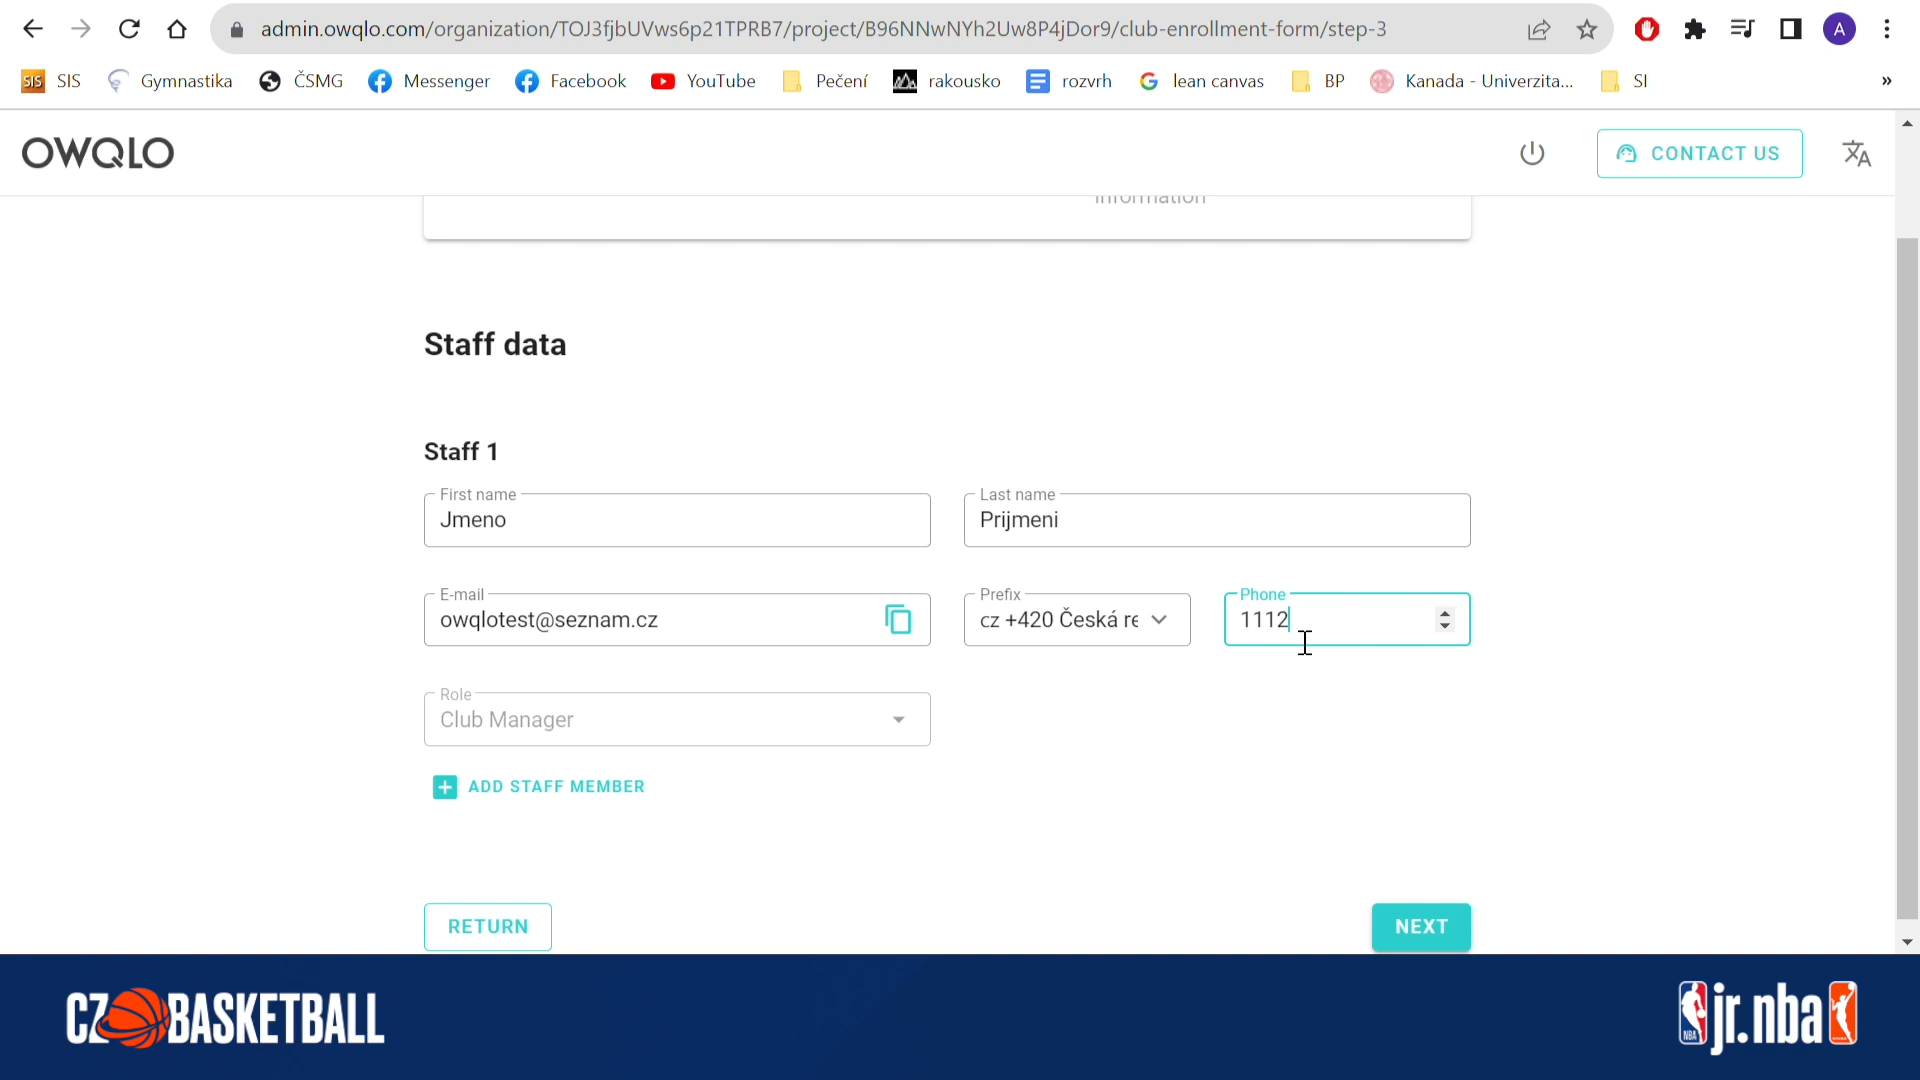 admin.owqlo.com/organization/TOJ3fjbUVws6p21TPRB7/project/B96NNwNYh2Uw8P4jDor9/club-enrollment-form/step-3
A
SIS SIS Gymnastika ČSMG Messenger Facebook YouTube Pečení rakousko rozvrh lean canvas BP Kanada - Univerzita... SI »
OWQLO
CONTACT US
information
Staff data
Staff 1
First name
Jmeno
Last name
Prijmeni
E-mail
owqlotest@seznam.cz
Prefix
cz +420 Česká re
Phone
1112
Role
Club Manager
ADD STAFF MEMBER
RETURN
NEXT
CZ BASKETBALL
NBA jr.nba